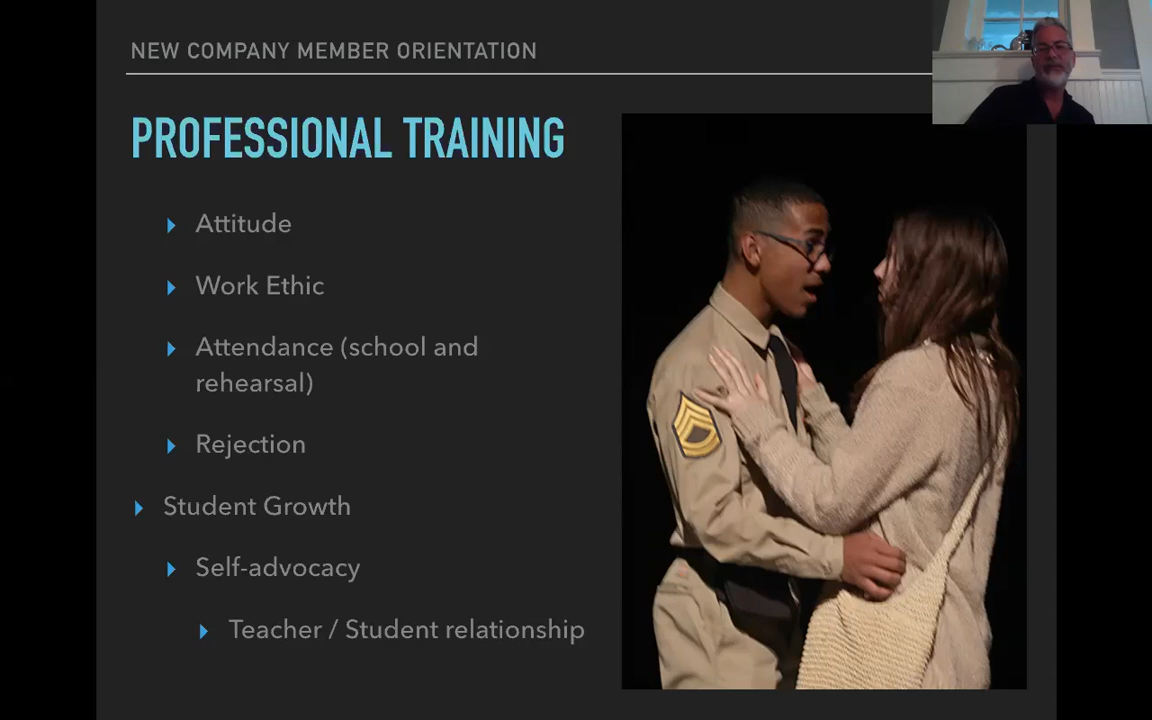 NEW COMPANY MEMBER ORIENTATION
PROFESSIONAL TRAINING
Attitude
Work Ethic
Attendance (school and
rehearsal)
Rejection
Student Growth
Self-advocacy
Teacher / Student relationship